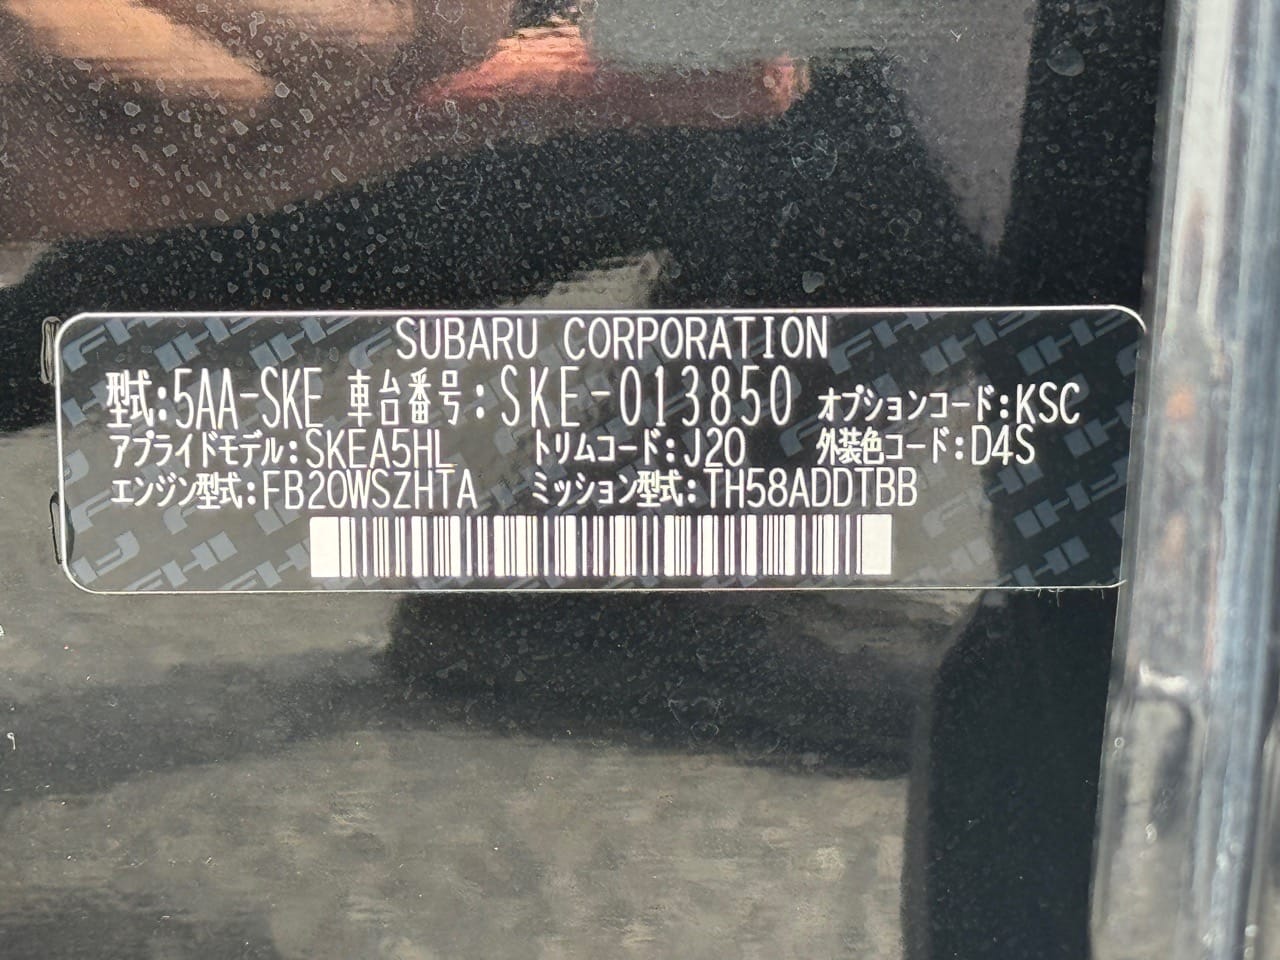 SUBARU CORPORATION
型式:5AA-SKE 車台番号:SKE-013850 オプションコード:KSC
アプライドモデル:SKEA5HL トリムコード:J20 外装色コード:D4S
エンジン型式:FB20WSZHTA ミッション型式:TH58ADDTBB